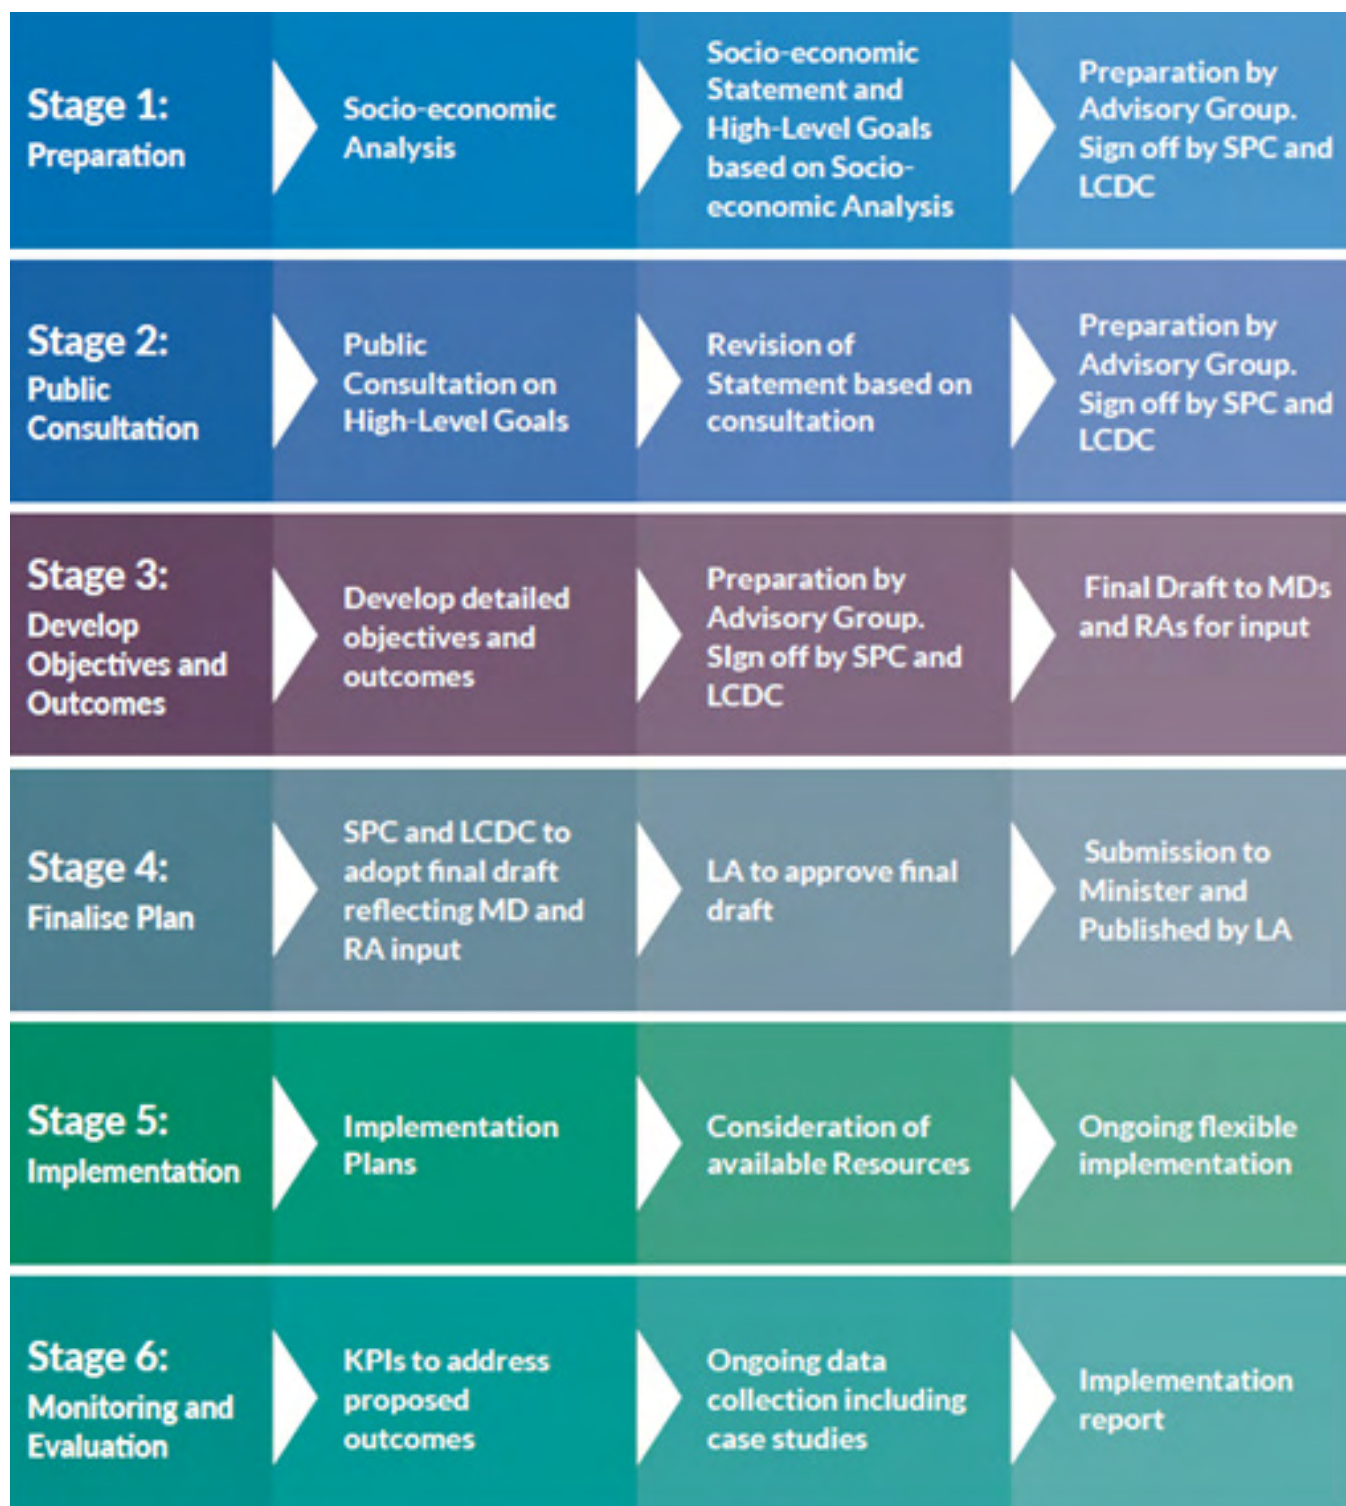 Stage 1:
Preparation
Socio-economic
Analysis
Socio-economic
Statement and
High-Level Goals
based on Socio-
economic Analysis
Preparation by
Advisory Group.
Sign off by SPC and
LCDC
Stage 2:
Public
Consultation
Public
Consultation on
High-Level Goals
Revision of
Statement based on
consultation
Preparation by
Advisory Group.
Sign off by SPC and
LCDC
Stage 3:
Develop
Objectives and
Outcomes
Develop detailed
objectives and
outcomes
Preparation by
Advisory Group.
SIgn off by SPC and
LCDC
Final Draft to MDs
and RAs for input
Stage 4:
Finalise Plan
SPC and LCDC to
adopt final draft
reflecting MD and
RA input
LA to approve final
draft
Submission to
Minister and
Published by LA
Stage 5:
Implementation
Implementation
Plans
Consideration of
available Resources
Ongoing flexible
implementation
Stage 6:
Monitoring and
Evaluation
KPIs to address
proposed
outcomes
Ongoing data
collection including
case studies
Implementation
report